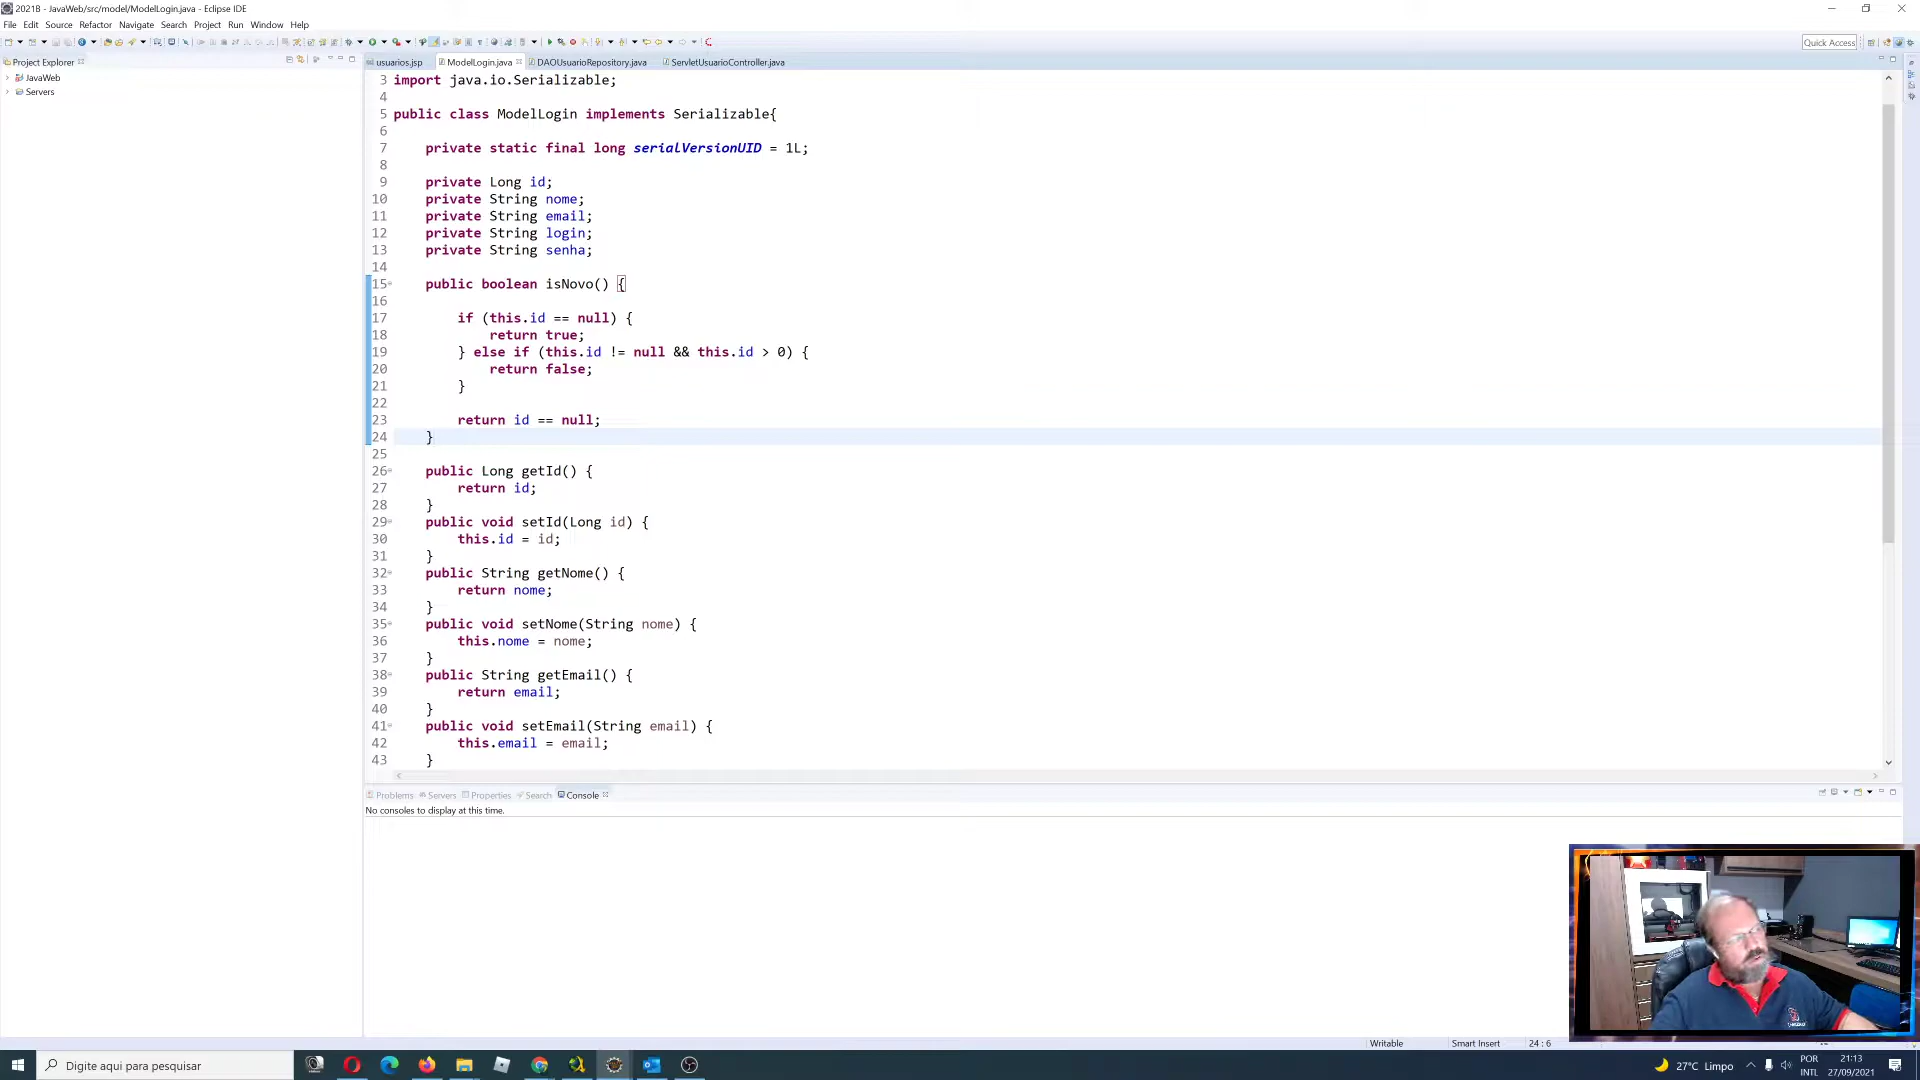 2021B - JavaWeb/src/model/ModelLogin.java - Eclipse IDE
File Edit Source Refactor Navigate Search Project Run Window Help
Quick Access
Project Explorer
usuarios.jsp ModelLogin.java DAOUsuarioRepository.java ServletUsuarioController.java
JavaWeb
Servers
3 import java.io.Serializable;
4
5 public class ModelLogin implements Serializable{
6
7 private static final long serialVersionUID = 1L;
8
9 private Long id;
10 private String nome;
11 private String email;
12 private String login;
13 private String senha;
14
15 public boolean isNovo() {
16
17 if (this.id == null) {
18 return true;
19 } else if (this.id != null && this.id > 0) {
20 return false;
21 }
22
23 return id == null;
24 }
25
26 public Long getId() {
27 return id;
28 }
29 public void setId(Long id) {
30 this.id = id;
31 }
32 public String getNome() {
33 return nome;
34 }
35 public void setNome(String nome) {
36 this.nome = nome;
37 }
38 public String getEmail() {
39 return email;
40 }
41 public void setEmail(String email) {
42 this.email = email;
43 }
Problems Servers Properties Search Console
No consoles to display at this time.
Writable Smart Insert 24 : 6
Digite aqui para pesquisar
27°C Limpo
POR
INTL
21:13
27/09/2021